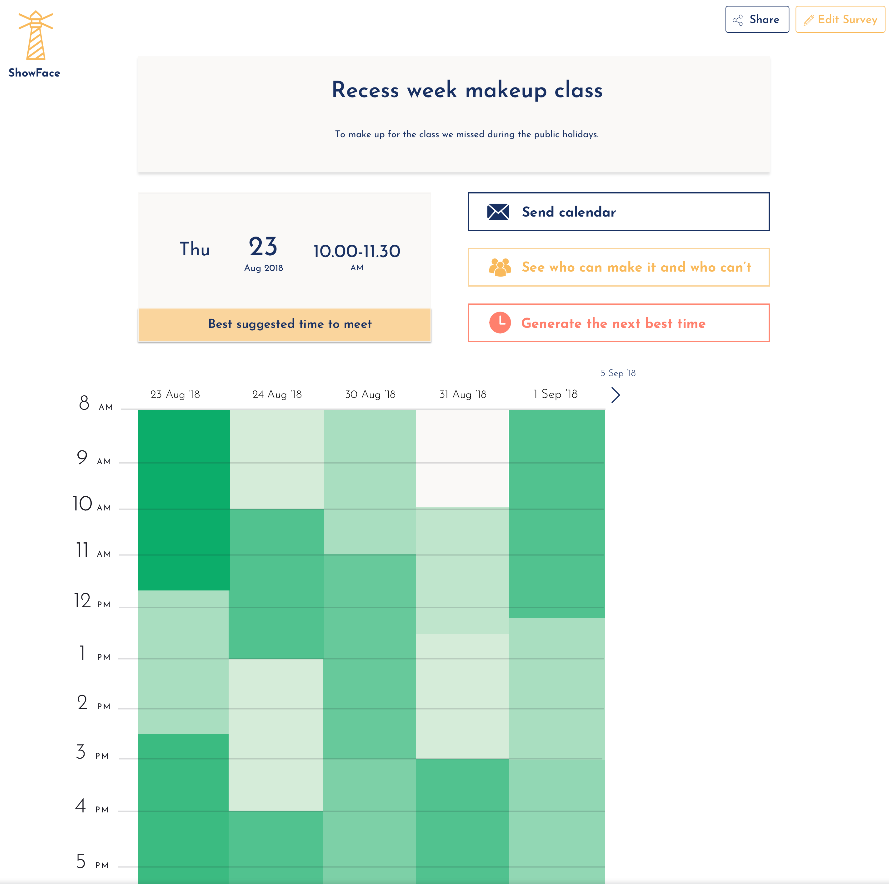 Share
Edit Survey
ShowFace
Recess week makeup class
To make up for the class we missed during the public holidays.
Thu
23
Aug 2018
10.00-11.30
AM
Best suggested time to meet
Send calendar
See who can make it and who can't
Generate the next best time
5 Sep '18
23 Aug '18
24 Aug '18
30 Aug '18
31 Aug '18
1 Sep '18
8 AM
9 AM
10 AM
11 AM
12 PM
1 PM
2 PM
3 PM
4 PM
5 PM